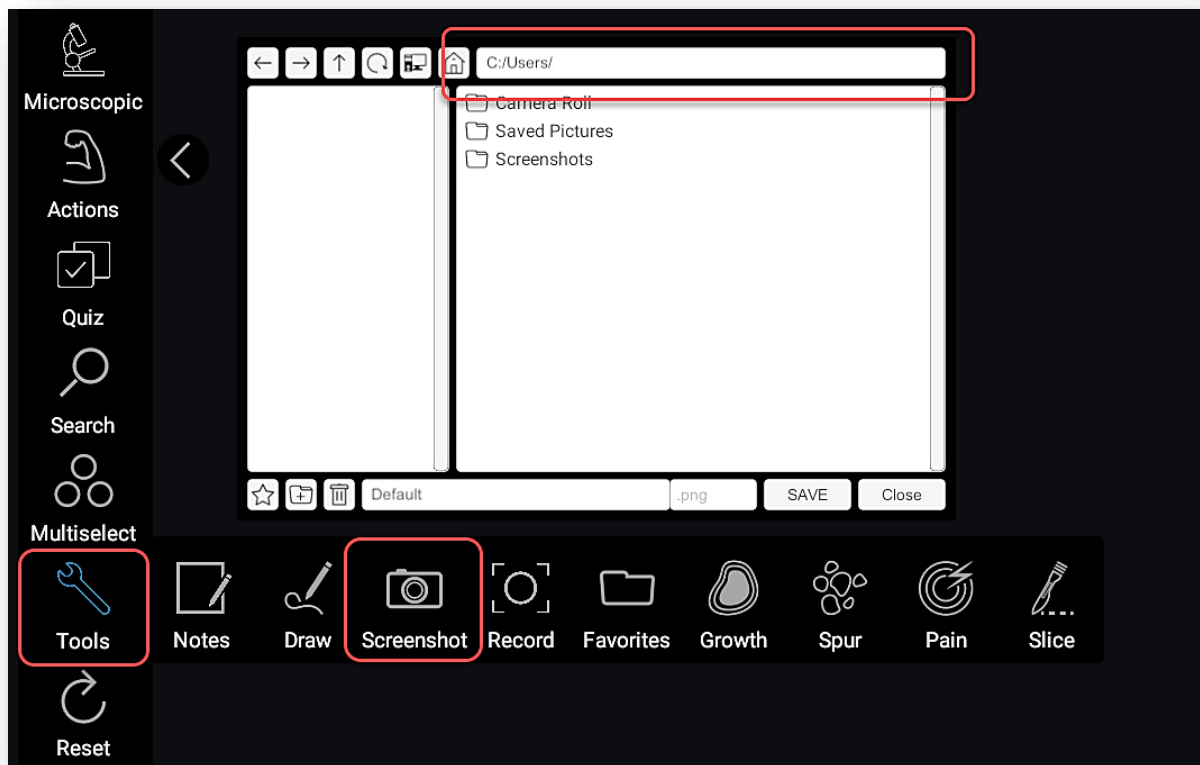 Microscopic
Actions
Quiz
Search
Multiselect
Tools
Reset
C:/Users/
Camera Roll
Saved Pictures
Screenshots
Default
.png
SAVE
Close
Notes
Draw
Screenshot
Record
Favorites
Growth
Spur
Pain
Slice